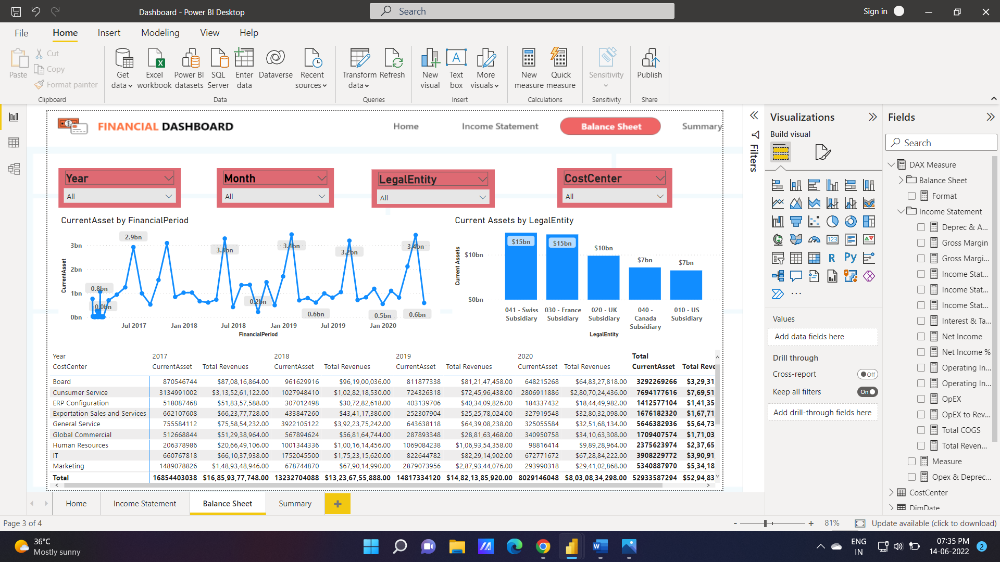 Dashboard - Power BI Desktop
Search
Sign in
File Home Insert Modeling View Help
Paste
Cut
Copy
Format painter
Clipboard
Get data
Excel workbook
Power BI datasets
SQL Server
Enter data
Dataverse
Recent sources
Data
Transform data
Refresh
Queries
New visual
Text box
More visuals
Insert
New measure
Quick measure
Calculations
Sensitivity
Sensitivity
Publish
Share
FINANCIAL DASHBOARD
Home Income Statement Balance Sheet Summary
Year
All
Month
All
LegalEntity
All
CostCenter
All
CurrentAsset by FinancialPeriod
CurrentAsset
3bn
2bn
1bn
0bn
2.9bn
0.8bn
0.0bn
3.3bn
0.2bn
3.4bn
0.6bn
3.2bn
0.5bn
3.4bn
0.6bn
Jul 2017 Jan 2018 Jul 2018 Jan 2019 Jul 2019 Jan 2020
FinancialPeriod
Current Assets by LegalEntity
Current Assets
$10bn
$0bn
$15bn $15bn $10bn $7bn $7bn
041 - Swiss Subsidiary
030 - France Subsidiary
020 - UK Subsidiary
040 - Canada Subsidiary
010 - US Subsidiary
LegalEntity
Year 2017 2018 2019 2020 Total
CostCenter CurrentAsset Total Revenues CurrentAsset Total Revenues CurrentAsset Total Revenues CurrentAsset Total Revenues CurrentAsset Total Reve
Board 870546744 $87,08,16,864.00 961629916 $96,19,00,036.00 811877338 $81,21,47,458.00 648215268 $64,83,27,818.00 3292269266 $3,29,31
Cunsumer Service 3134991002 $3,13,52,61,122.00 1027948410 $1,02,82,18,530.00 724326318 $72,45,96,438.00 2806911886 $2,80,70,24,436.00 7694177616 $7,69,51
ERP Configuration 518087468 $51,83,57,588.00 307012498 $30,72,82,618.00 403139706 $40,34,09,826.00 184337432 $18,44,49,982.00 1412577104 $1,41,35
Exportation Sales and Services 662107608 $66,23,77,728.00 433847260 $43,41,17,380.00 252307904 $25,25,78,024.00 327919548 $32,80,32,098.00 1676182320 $1,67,71
General Service 755584112 $75,58,54,232.00 3922105122 $3,92,23,75,242.00 643638118 $64,39,08,238.00 325055584 $32,51,68,134.00 5646382936 $5,64,73
Global Commercial 512668844 $51,29,38,964.00 567894624 $56,81,64,744.00 287893348 $28,81,63,468.00 340950758 $34,10,63,308.00 1709407574 $1,71,03
Human Resources 206378986 $20,66,49,106.00 1001344336 $1,00,16,14,456.00 1069084238 $1,06,93,54,358.00 98816414 $9,89,28,964.00 2375623974 $2,37,65
IT 660767818 $66,10,37,938.00 1752045500 $1,75,23,15,620.00 822644782 $82,29,14,902.00 672771672 $67,28,84,222.00 3908229772 $3,90,91
Marketing 1489078826 $1,48,93,48,946.00 678744870 $67,90,14,990.00 2879073956 $2,87,93,44,076.00 293990318 $29,41,02,868.00 5340887970 $5,34,18
Total 16854403038 $16,85,93,77,748.00 13232704088 $13,23,67,55,888.00 14817334120 $14,82,13,85,920.00 8029146048 $8,03,08,34,298.00 52933587294 $52,94,83
Filters
Visualizations
Build visual
123
R
Py
Values
Add data fields here
Drill through
Cross-report Off
Keep all filters On
Add drill-through fields here
Fields
Search
DAX Measure
Balance Sheet
Format
Income Statement
Deprec & A...
Gross Margin
Gross Margi...
Income Stat...
Income Stat...
Income Stat...
Interest & Ta...
Net Income
Net Income %
Operating In...
Operating In...
OpEX
OpEX to Rev...
Total COGS
Total Reven...
Measure
Opex & Deprec...
CostCenter
DimDate
Home Income Statement Balance Sheet Summary
Page 3 of 4
81%
Update available (click to download)
36°C
Mostly sunny
ENG
IN
07:35 PM
14-06-2022
2